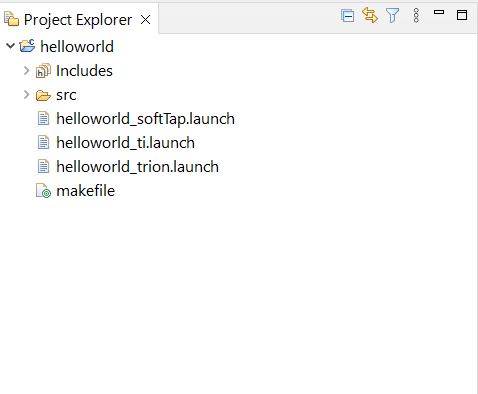 Project Explorer
helloworld
Includes
src
helloworld_softTap.launch
helloworld_ti.launch
helloworld_trion.launch
makefile